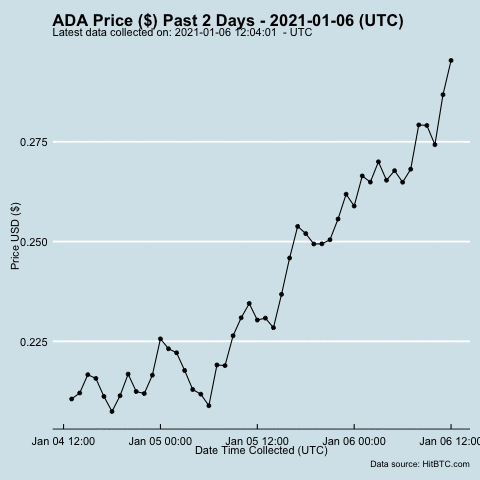 ADA Price ($) Past 2 Days - 2021-01-06 (UTC)
Latest data collected on: 2021-01-06 12:04:01  - UTC
0.275
0.250
0.225
Price USD ($)
Jan 04 12:00 Jan 05 00:00 Jan 05 12:00 Jan 06 00:00 Jan 06 12:00
Date Time Collected (UTC)
Data source: HitBTC.com